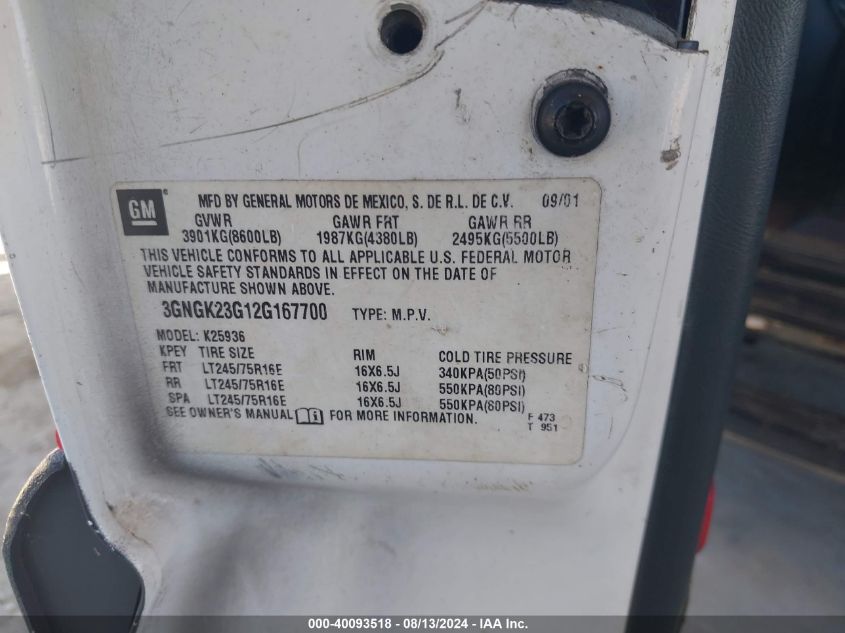 GM
MFD BY GENERAL MOTORS DE MEXICO, S. DE R.L. DE C.V. 09/01
GVWR GAWR FRT GAWR RR
3901KG(8600LB) 1987KG(4380LB) 2495KG(5500LB)
THIS VEHICLE CONFORMS TO ALL APPLICABLE U.S. FEDERAL MOTOR
VEHICLE SAFETY STANDARDS IN EFFECT ON THE DATE OF
MANUFACTURE SHOWN ABOVE.
3GNGK23G12G167700 TYPE: M.P.V.
MODEL: K25936
KPEY TIRE SIZE RIM COLD TIRE PRESSURE
FRT LT245/75R16E 16X6.5J 340KPA(50PSI)
RR LT245/75R16E 16X6.5J 550KPA(80PSI)
SPA LT245/75R16E 16X6.5J 550KPA(60PSI)
SEE OWNER'S MANUAL FOR MORE INFORMATION. F 473
T 951
000-40093518 - 08/13/2024 - IAA Inc.